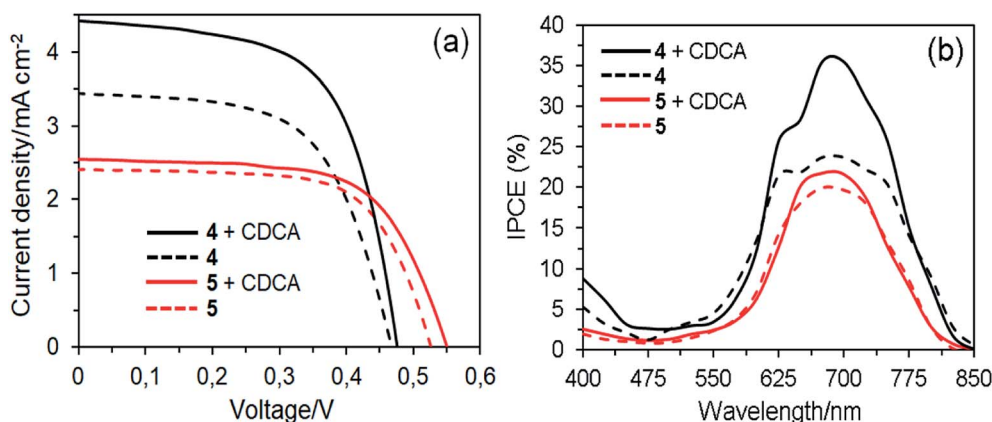 (a)
Current density/mA cm⁻²
4
3
2
1
0
4 + CDCA
4
5 + CDCA
5
0 0,1 0,2 0,3 0,4 0,5 0,6
Voltage/V
(b)
IPCE (%)
40
35
30
25
20
15
10
5
0
4 + CDCA
4
5 + CDCA
5
400 475 550 625 700 775 850
Wavelength/nm